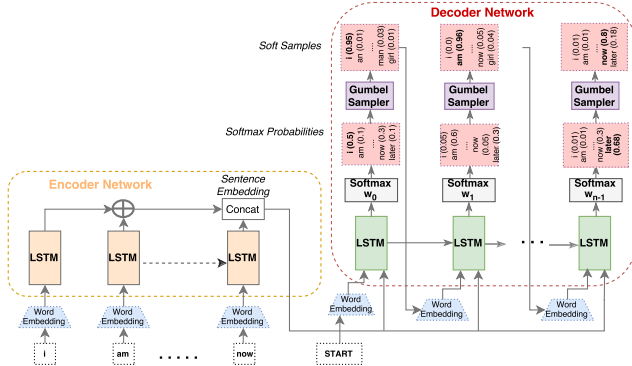 Decoder Network
Soft Samples
i (0.95)
am (0.01)
....
man (0.03)
girl (0.01)
i (0.0)
am (0.96)
....
now (0.05)
girl (0.04)
i (0.01)
am (0.01)
....
now (0.8)
later (0.18)
Gumbel
Sampler
Gumbel
Sampler
Gumbel
Sampler
Softmax Probabilities
i (0.5)
am (0.1)
....
now (0.3)
later (0.1)
i (0.05)
am (0.6)
....
now
(0.05)
later (0.3)
i (0.01)
am (0.01)
....
now (0.3)
later
(0.68)
Softmax
w0
Softmax
w1
Softmax
wn-1
Encoder Network
Sentence
Embedding
Concat
LSTM
LSTM
LSTM
LSTM
LSTM
. . .
LSTM
Word
Embedding
Word
Embedding
Word
Embedding
Word
Embedding
Word
Embedding
Word
Embedding
i
am
. . . . .
now
START